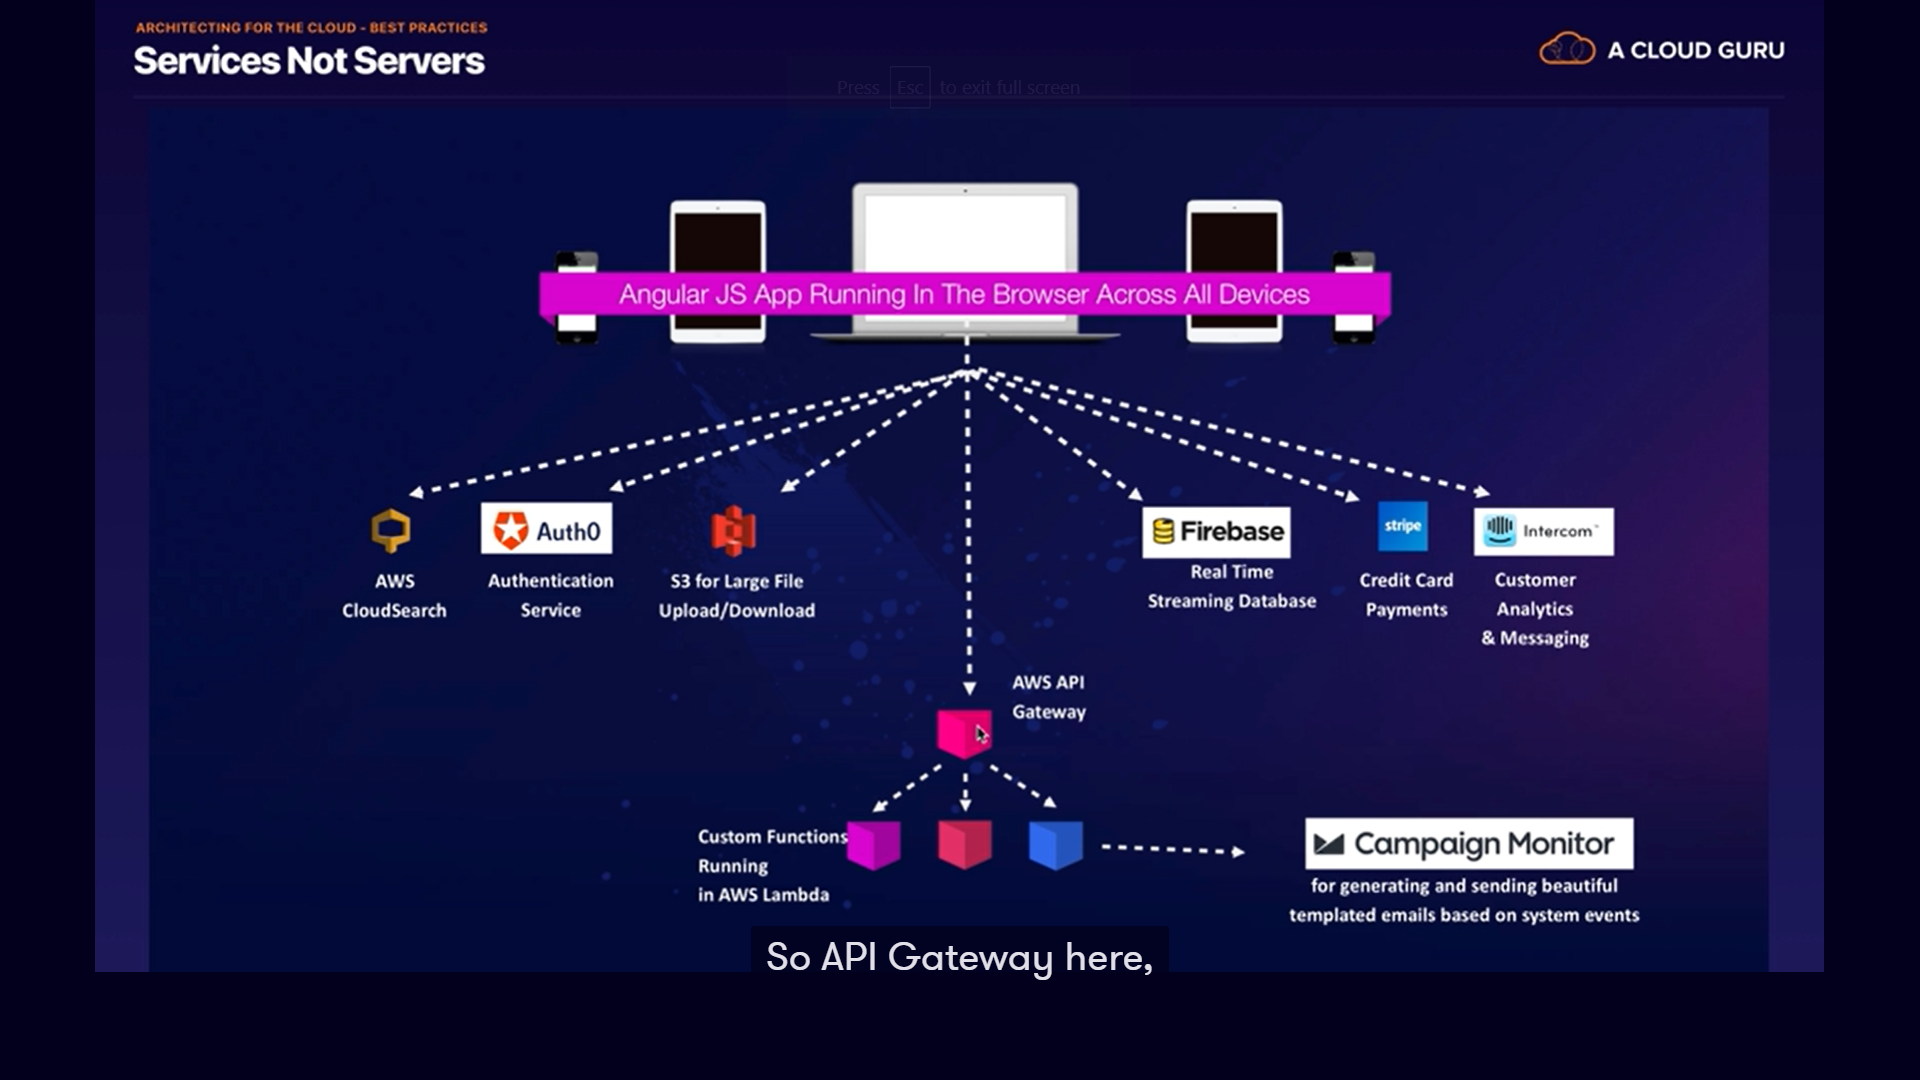 ARCHITECTING FOR THE CLOUD - BEST PRACTICES
Services Not Servers
A CLOUD GURU
Press Esc to exit full screen
Angular JS App Running In The Browser Across All Devices
AWS
CloudSearch
Auth0
Authentication
Service
S3 for Large File
Upload/Download
Firebase
Real Time
Streaming Database
stripe
Credit Card
Payments
Intercom™
Customer
Analytics
& Messaging
AWS API
Gateway
Custom Functions
Running
in AWS Lambda
Campaign Monitor
for generating and sending beautiful
templated emails based on system events
So API Gateway here,